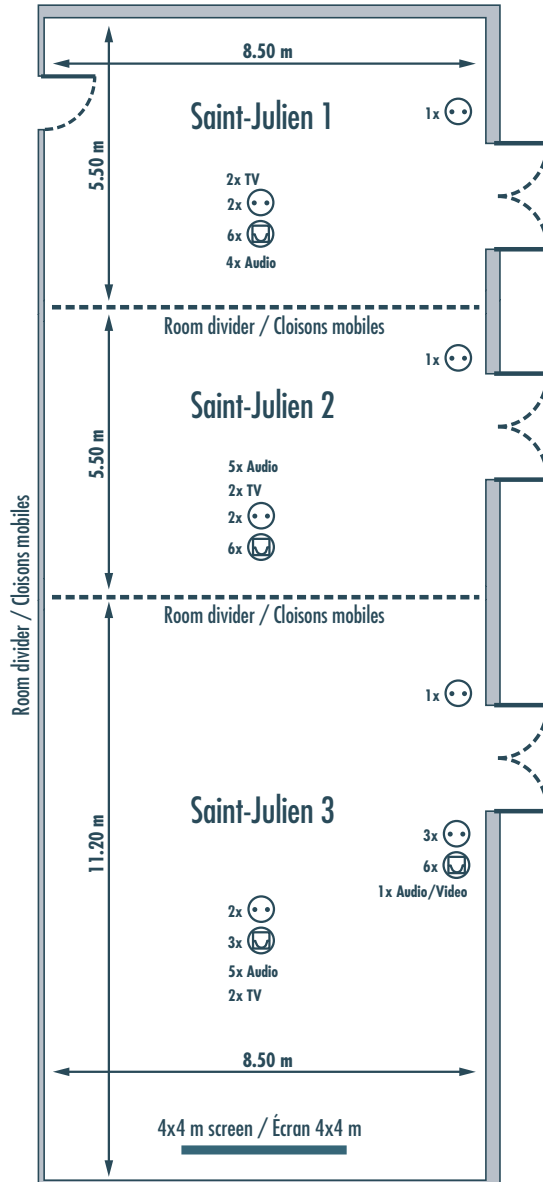 8.50 m
Saint-Julien 1
1x
5.50 m
2x TV
2x
6x
4x Audio
Room divider / Cloisons mobiles
1x
Saint-Julien 2
5.50 m
5x Audio
2x TV
2x
6x
Room divider / Cloisons mobiles
Room divider / Cloisons mobiles
1x
Saint-Julien 3
11.20 m
3x
6x
1x Audio/Video
2x
3x
5x Audio
2x TV
8.50 m
4x4 m screen / Écran 4x4 m